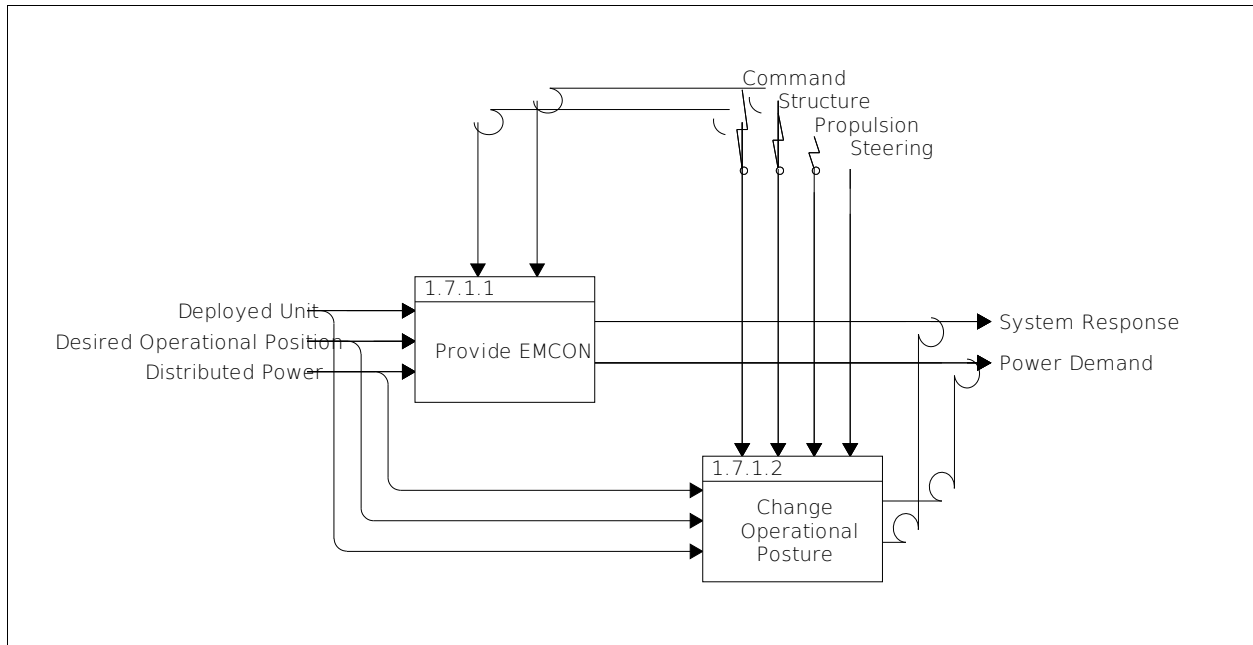 Command
Structure
Propulsion
Steering
1.7.1.1
Provide EMCON
Deployed Unit
Desired Operational Position
Distributed Power
System Response
Power Demand
1.7.1.2
Change
Operational
Posture